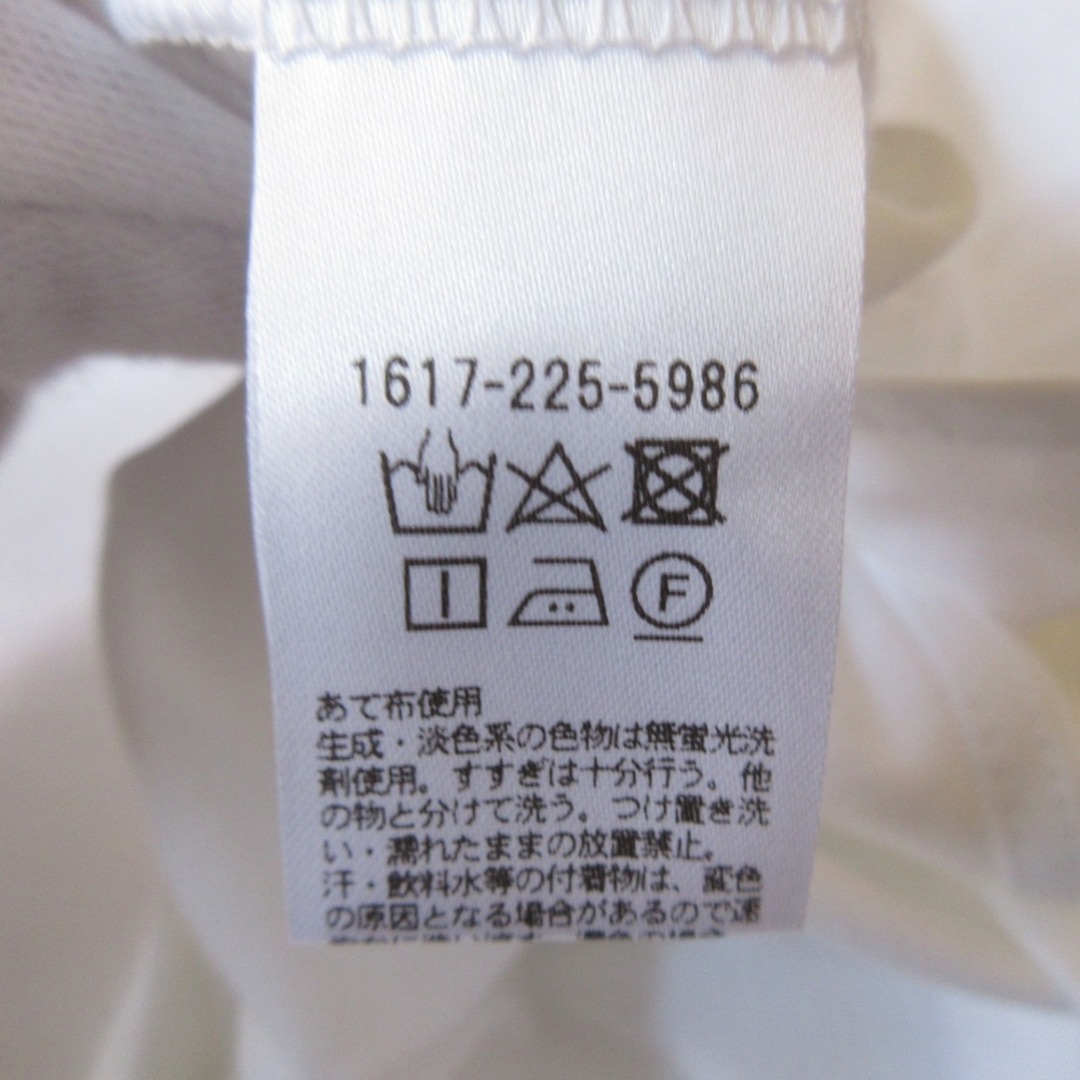 1617-225-5986
F
あて布使用
生成・淡色系の色物は無蛍光洗
剤使用。すすぎは十分行う。他
の物と分けて洗う。つけ置き洗
い・濡れたままの放置禁止。
汗・飲料水等の付着物は、変色
の原因となる場合があるので速